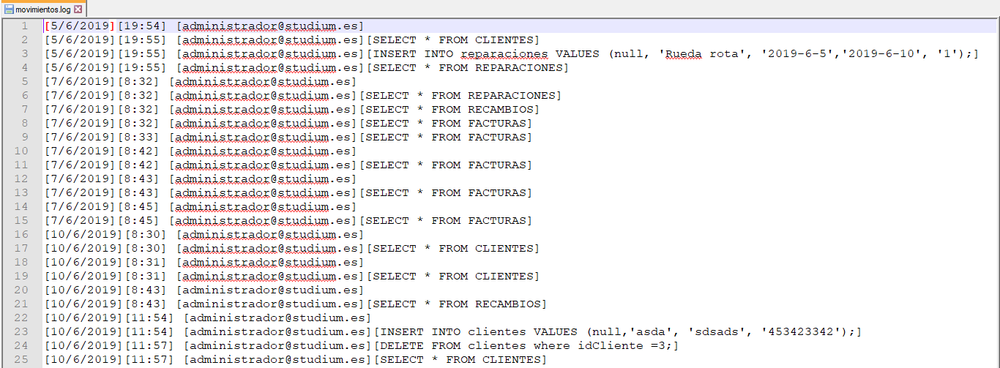 movimientos.log
1 [5/6/2019][19:54] [administrador@studium.es]
2 [5/6/2019][19:55] [administrador@studium.es][SELECT * FROM CLIENTES]
3 [5/6/2019][19:55] [administrador@studium.es][INSERT INTO reparaciones VALUES (null, 'Rueda rota', '2019-6-5','2019-6-10', '1');]
4 [5/6/2019][19:55] [administrador@studium.es][SELECT * FROM REPARACIONES]
5 [7/6/2019][8:32] [administrador@studium.es]
6 [7/6/2019][8:32] [administrador@studium.es][SELECT * FROM REPARACIONES]
7 [7/6/2019][8:32] [administrador@studium.es][SELECT * FROM RECAMBIOS]
8 [7/6/2019][8:32] [administrador@studium.es][SELECT * FROM FACTURAS]
9 [7/6/2019][8:33] [administrador@studium.es][SELECT * FROM FACTURAS]
10 [7/6/2019][8:42] [administrador@studium.es]
11 [7/6/2019][8:42] [administrador@studium.es][SELECT * FROM FACTURAS]
12 [7/6/2019][8:43] [administrador@studium.es]
13 [7/6/2019][8:43] [administrador@studium.es][SELECT * FROM FACTURAS]
14 [7/6/2019][8:45] [administrador@studium.es]
15 [7/6/2019][8:45] [administrador@studium.es][SELECT * FROM FACTURAS]
16 [10/6/2019][8:30] [administrador@studium.es]
17 [10/6/2019][8:30] [administrador@studium.es][SELECT * FROM CLIENTES]
18 [10/6/2019][8:31] [administrador@studium.es]
19 [10/6/2019][8:31] [administrador@studium.es][SELECT * FROM CLIENTES]
20 [10/6/2019][8:43] [administrador@studium.es]
21 [10/6/2019][8:43] [administrador@studium.es][SELECT * FROM RECAMBIOS]
22 [10/6/2019][11:54] [administrador@studium.es]
23 [10/6/2019][11:54] [administrador@studium.es][INSERT INTO clientes VALUES (null,'asda', 'sdsads', '453423342');]
24 [10/6/2019][11:57] [administrador@studium.es][DELETE FROM clientes where idCliente =3;]
25 [10/6/2019][11:57] [administrador@studium.es][SELECT * FROM CLIENTES]